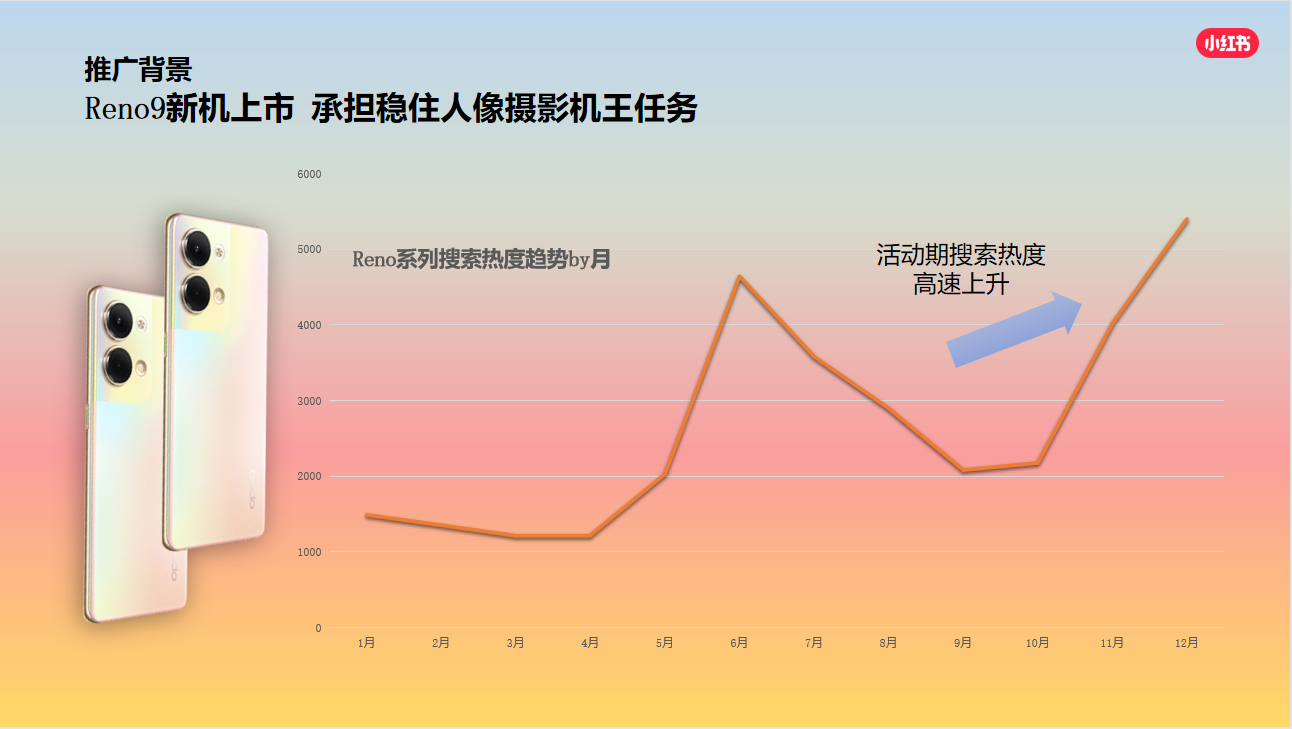 小红书
推广背景
Reno9新机上市 承担稳住人像摄影机王任务
6000
5000
4000
3000
2000
1000
0
Reno系列搜索热度趋势by月
活动期搜索热度
高速上升
1月 2月 3月 4月 5月 6月 7月 8月 9月 10月 11月 12月
oppo